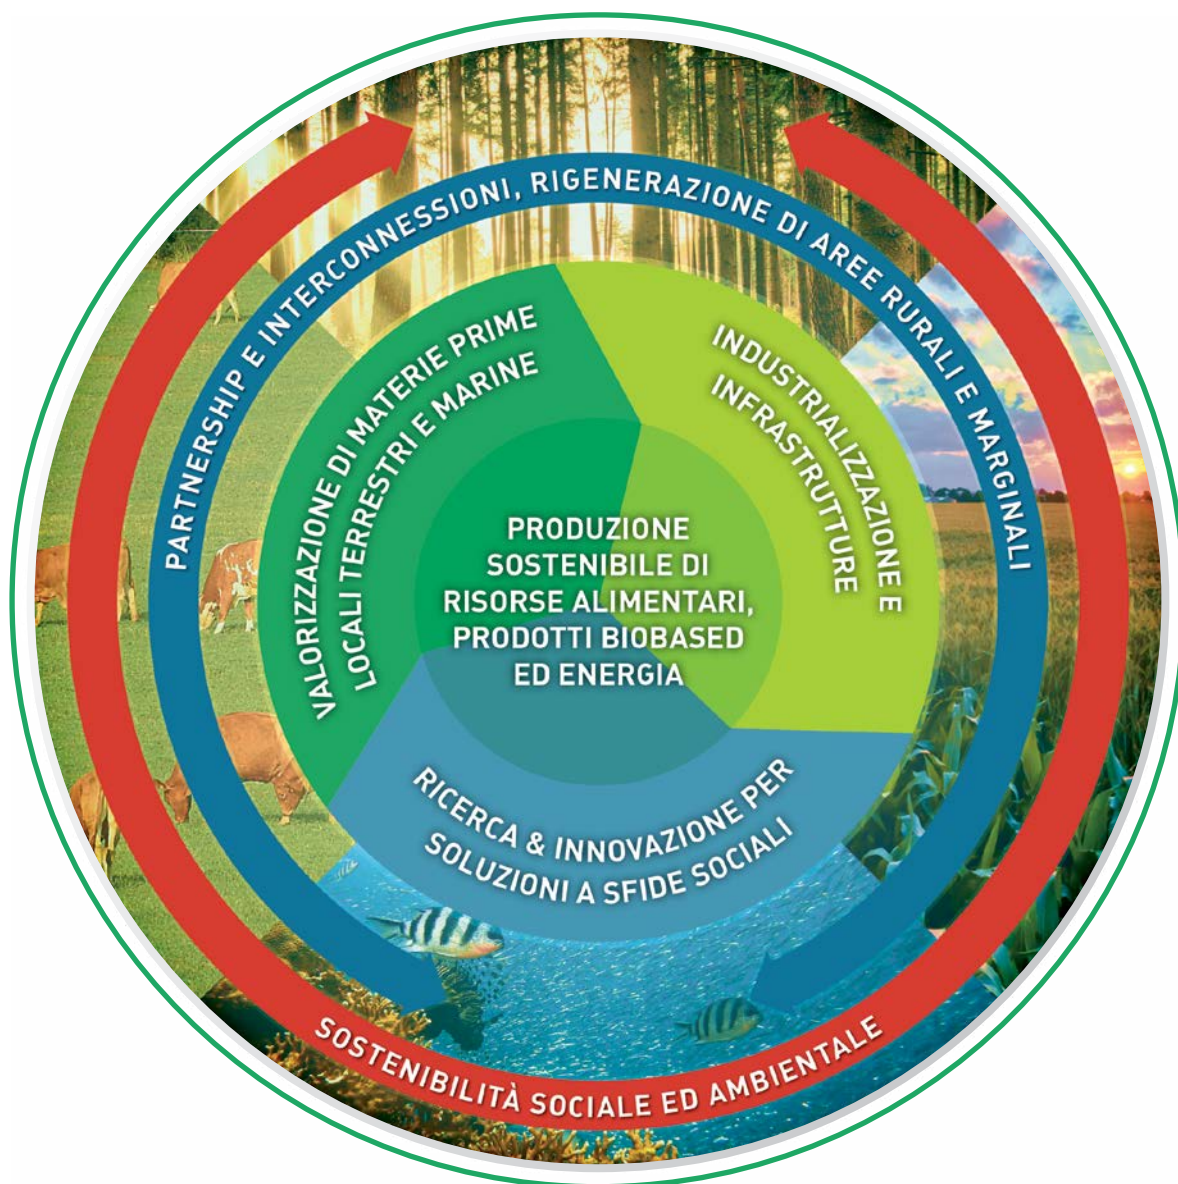 PARTNERSHIP E INTERCONNESSIONI, RIGENERAZIONE DI AREE RURALI E MARGINALI
VALORIZZAZIONE DI MATERIE PRIME
LOCALI TERRESTRI E MARINE
INDUSTRIALIZZAZIONE E
INFRASTRUTTURE
PRODUZIONE
SOSTENIBILE DI
RISORSE ALIMENTARI,
PRODOTTI BIOBASED
ED ENERGIA
RICERCA & INNOVAZIONE PER
SOLUZIONI A SFIDE SOCIALI
SOSTENIBILITÀ SOCIALE ED AMBIENTALE